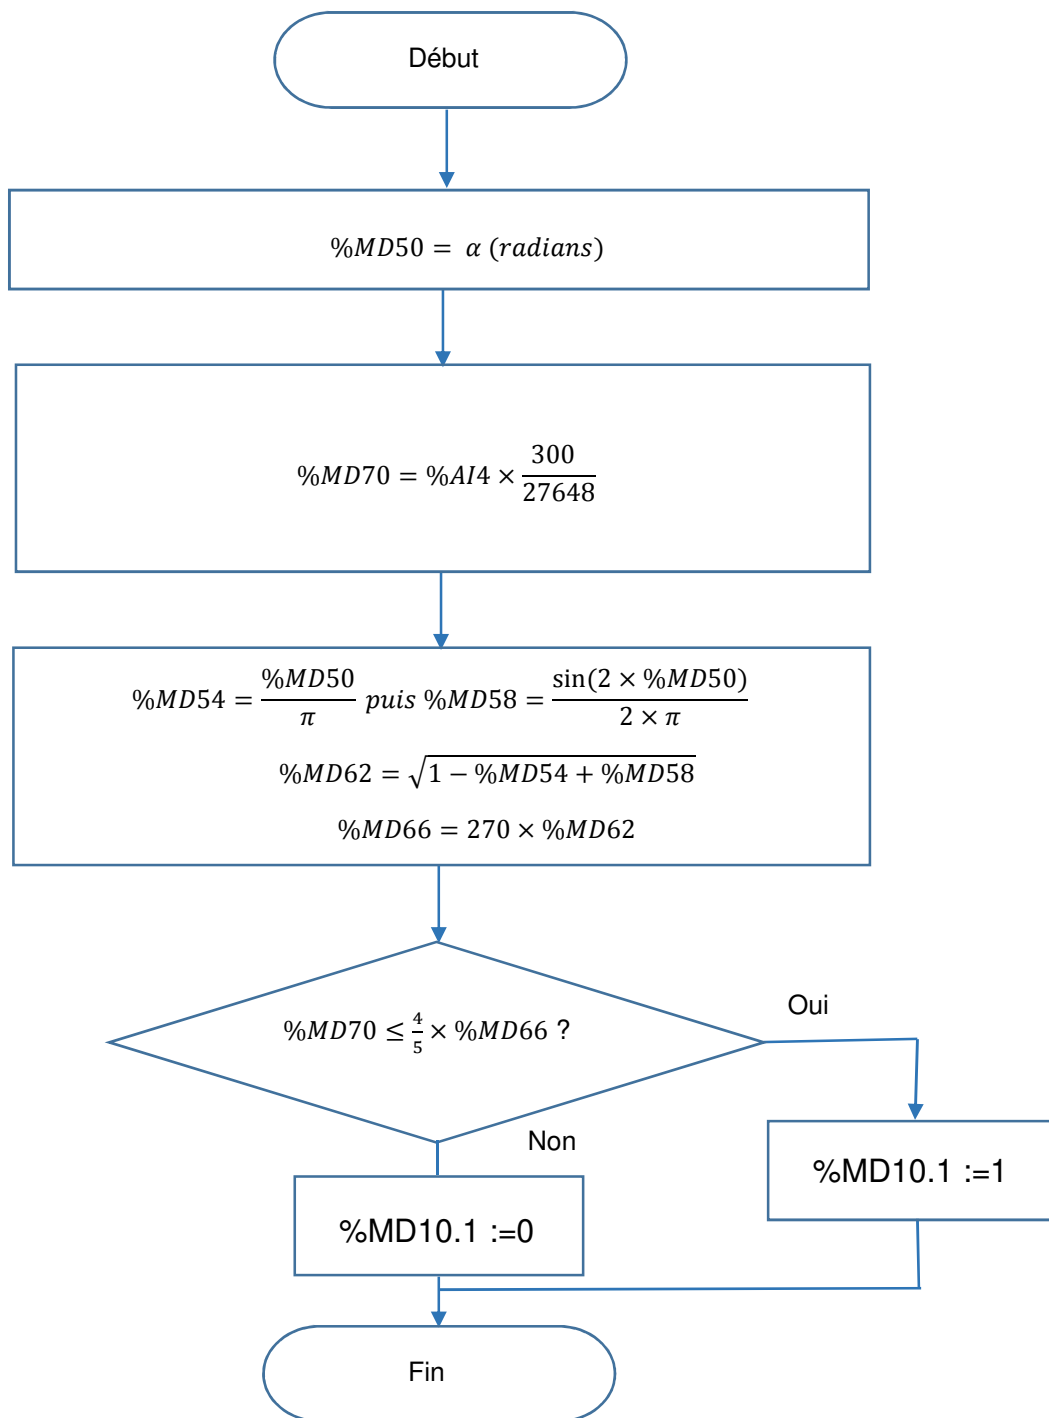 Début
%MD50 = α (radians)
%MD70 = %AI4 × 300/27648
%MD54 = %MD50/π puis %MD58 = sin(2 × %MD50)/(2 × π)
%MD62 = √(1 − %MD54 + %MD58)
%MD66 = 270 × %MD62
%MD70 ≤ 4/5 × %MD66 ?
Oui
Non
%MD10.1 :=1
%MD10.1 :=0
Fin